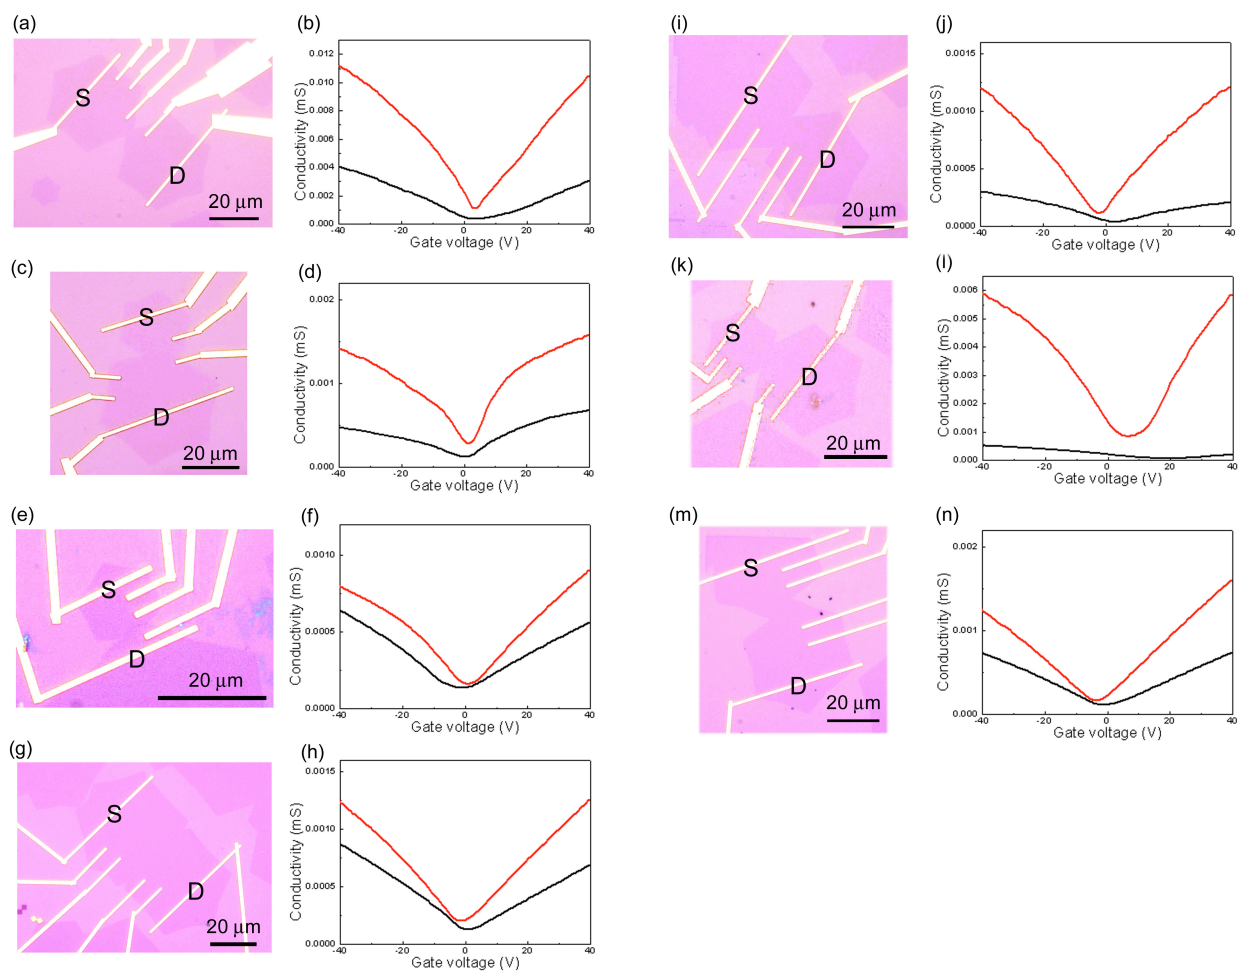 (a)
S
D
20 μm
(b)
Conductivity (mS)
0.012
0.010
0.008
0.006
0.004
0.002
0.000
-40 -20 0 20 40
Gate voltage (V)
(c)
S
D
20 μm
(d)
Conductivity (mS)
0.002
0.001
0.000
-40 -20 0 20 40
Gate voltage (V)
(e)
S
D
20 μm
(f)
Conductivity (mS)
0.0010
0.0005
0.0000
-40 -20 0 20 40
Gate voltage (V)
(g)
S
D
20 μm
(h)
Conductivity (mS)
0.0015
0.0010
0.0005
0.0000
-40 -20 0 20 40
Gate voltage (V)
(i)
S
D
20 μm
(j)
Conductivity (mS)
0.0015
0.0010
0.0005
0.0000
-40 -20 0 20 40
Gate voltage (V)
(k)
S
D
20 μm
(l)
Conductivity (mS)
0.006
0.005
0.004
0.003
0.002
0.001
0.000
-40 -20 0 20 40
Gate voltage (V)
(m)
S
D
20 μm
(n)
Conductivity (mS)
0.002
0.001
0.000
-40 -20 0 20 40
Gate voltage (V)